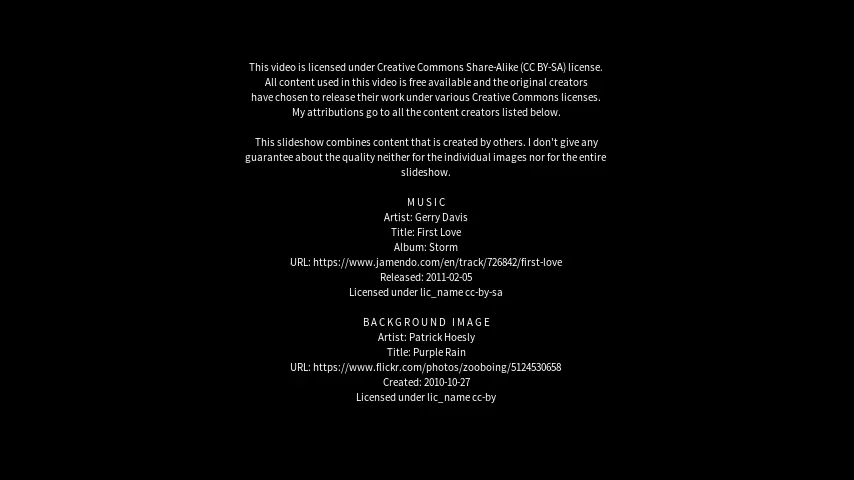 This video is licensed under Creative Commons Share-Alike (CC BY-SA) license.
All content used in this video is free available and the original creators
have chosen to release their work under various Creative Commons licenses.
My attributions go to all the content creators listed below.
This slideshow combines content that is created by others. I don't give any
guarantee about the quality neither for the individual images nor for the entire
slideshow.
MUSIC
Artist: Gerry Davis
Title: First Love
Album: Storm
URL: https://www.jamendo.com/en/track/726842/first-love
Released: 2011-02-05
Licensed under lic_name cc-by-sa
BACKGROUND IMAGE
Artist: Patrick Hoesly
Title: Purple Rain
URL: https://www.flickr.com/photos/zooboing/5124530658
Created: 2010-10-27
Licensed under lic_name cc-by